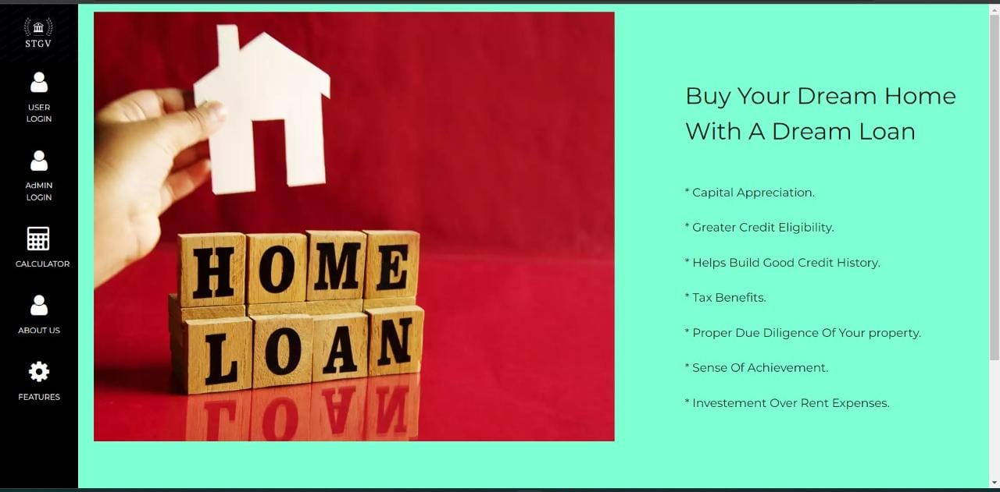 STGV
USER
LOGIN
AdMIN
LOGIN
CALCULATOR
ABOUT US
FEATURES
HOME
LOAN
Buy Your Dream Home
With A Dream Loan
* Capital Appreciation.
* Greater Credit Eligibility.
* Helps Build Good Credit History.
* Tax Benefits.
* Proper Due Diligence Of Your property.
* Sense Of Achievement.
* Investement Over Rent Expenses.